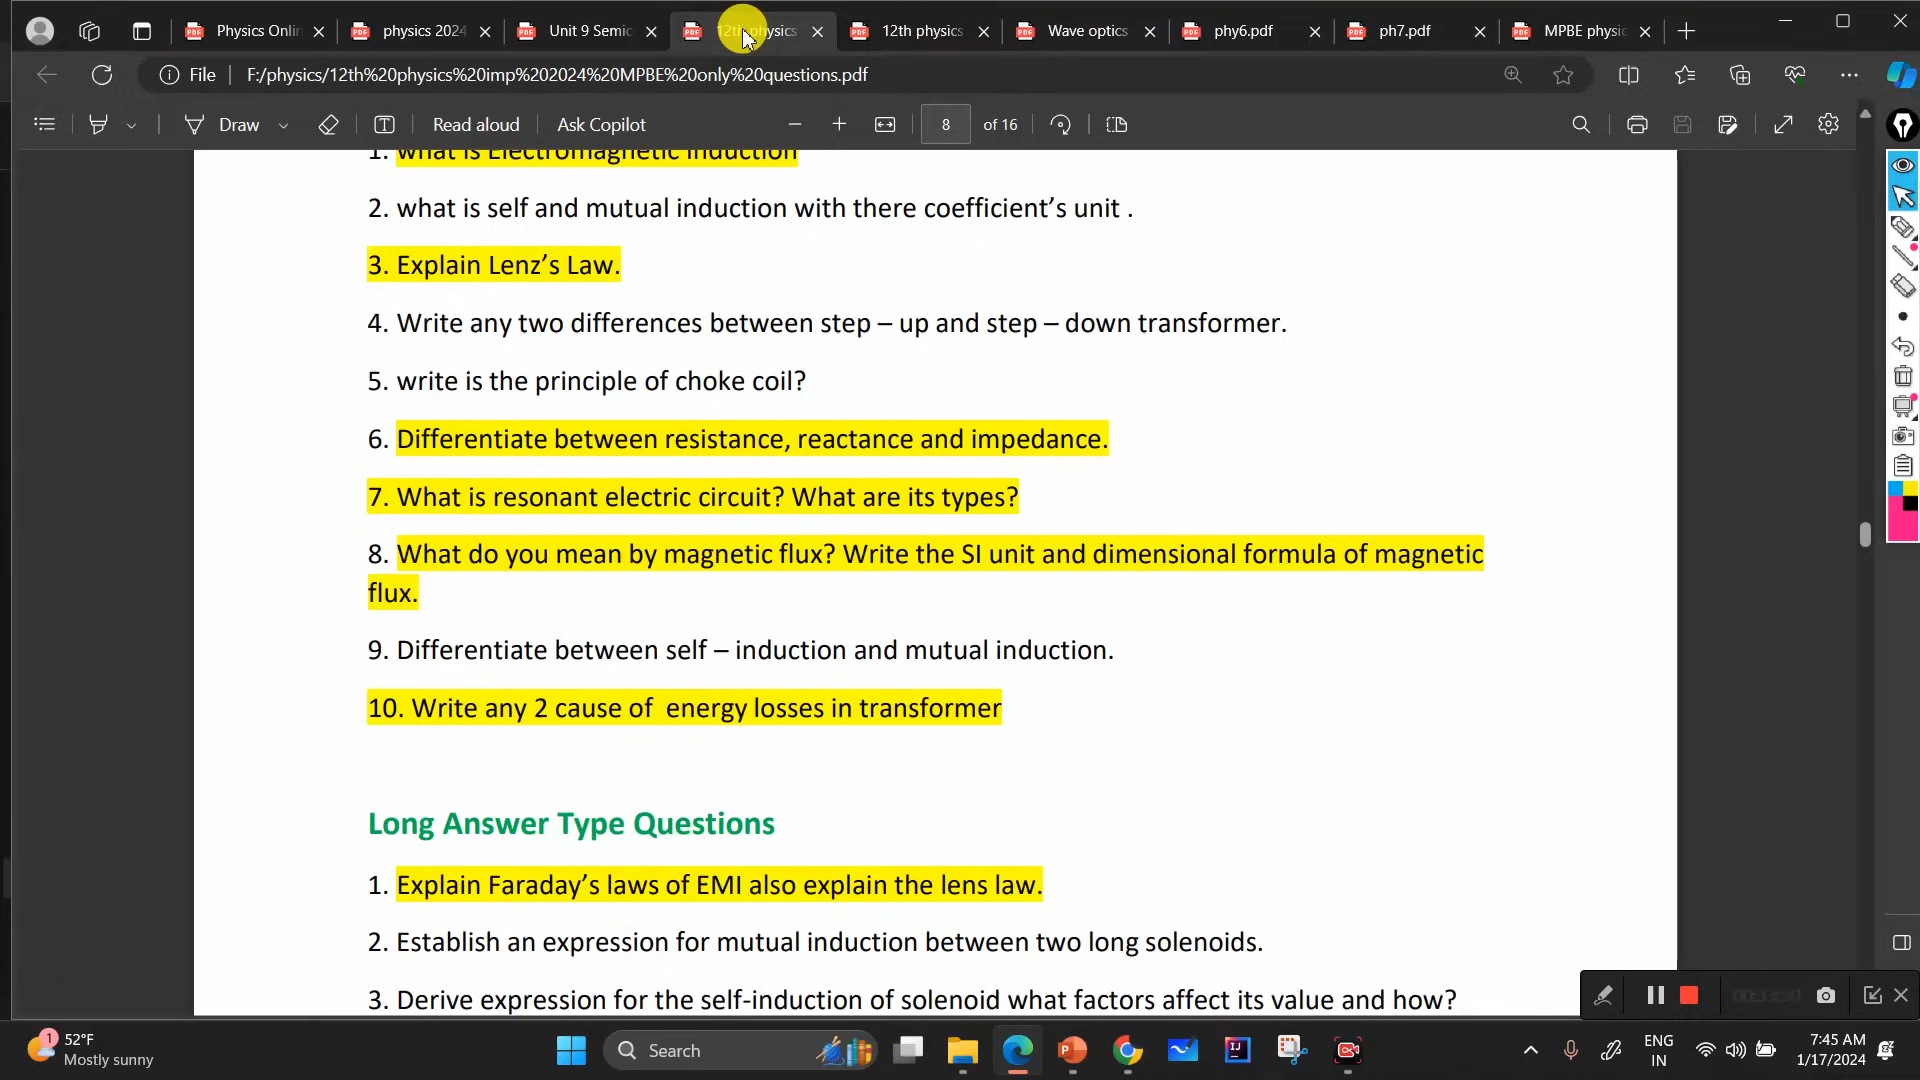 Physics Onlin
physics 2024
Unit 9 Semic
12th physics
12th physics
Wave optics
phy6.pdf
ph7.pdf
MPBE physic
File
F:/physics/12th%20physics%20imp%202024%20MPBE%20only%20questions.pdf
Draw
Read aloud
Ask Copilot
8
of 16
1. what is Electromagnetic induction
2. what is self and mutual induction with there coefficient’s unit .
3. Explain Lenz’s Law.
4. Write any two differences between step – up and step – down transformer.
5. write is the principle of choke coil?
6. Differentiate between resistance, reactance and impedance.
7. What is resonant electric circuit? What are its types?
8. What do you mean by magnetic flux? Write the SI unit and dimensional formula of magnetic
flux.
9. Differentiate between self – induction and mutual induction.
10. Write any 2 cause of  energy losses in transformer
Long Answer Type Questions
1. Explain Faraday’s laws of EMI also explain the lens law.
2. Establish an expression for mutual induction between two long solenoids.
3. Derive expression for the self-induction of solenoid what factors affect its value and how?
1
52°F
Mostly sunny
Search
ENG
IN
7:45 AM
1/17/2024